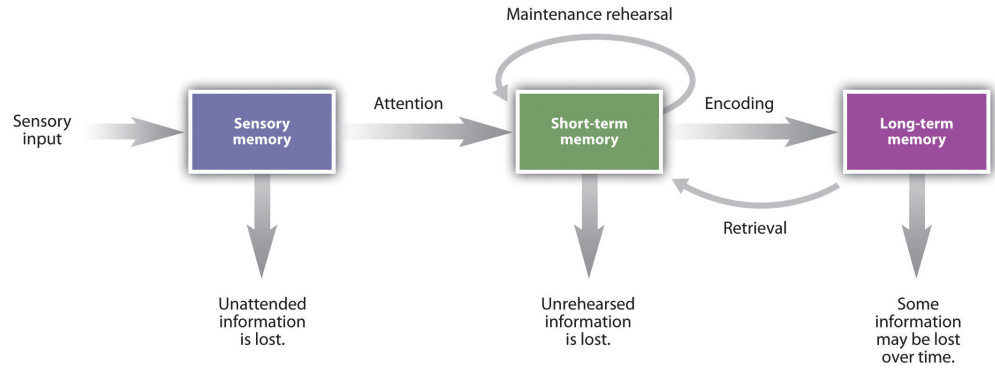 Maintenance rehearsal
Sensory
input
Sensory
memory
Attention
Short-term
memory
Encoding
Long-term
memory
Retrieval
Unattended
information
is lost.
Unrehearsed
information
is lost.
Some
information
may be lost
over time.